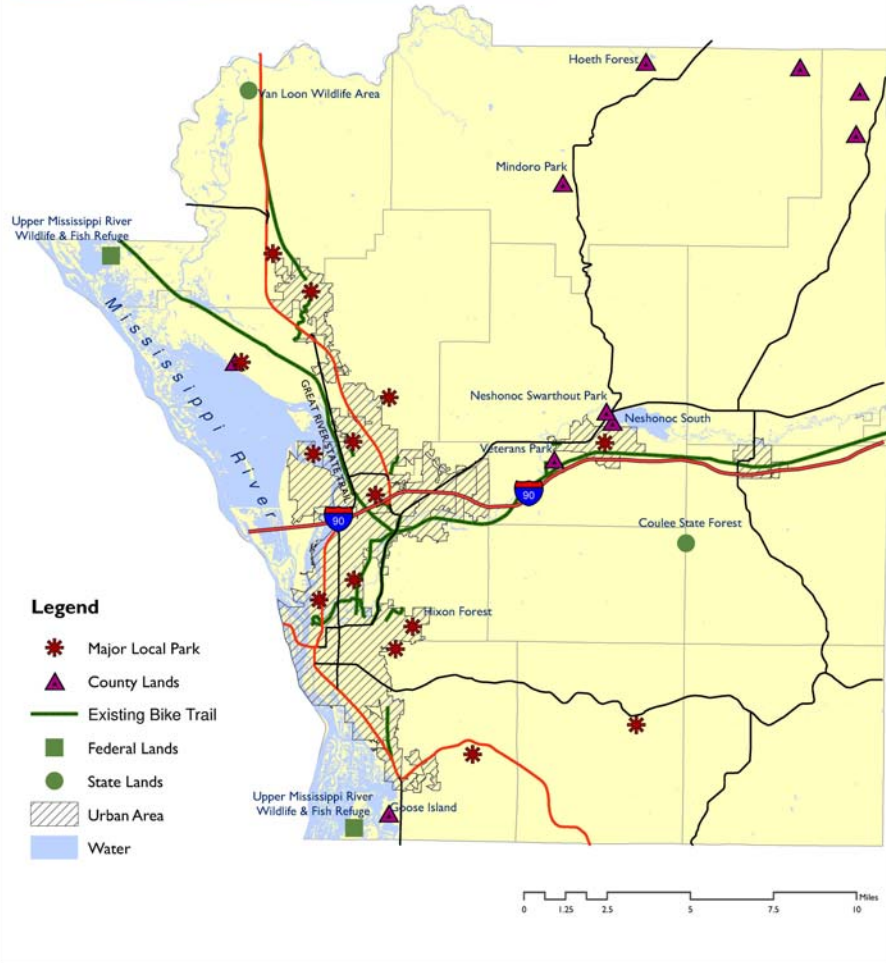 Hoeth Forest
Van Loon Wildlife Area
Mindoro Park
Upper Mississippi River
Wildlife & Fish Refuge
Mississippi River
GREAT RIVER STATE TRAIL
Neshonoc Swarthout Park
Neshonoc South
Veterans Park
90
90
Coulee State Forest
Hixon Forest
Legend
Major Local Park
County Lands
Existing Bike Trail
Federal Lands
State Lands
Urban Area
Water
Upper Mississippi River
Wildlife & Fish Refuge
Goose Island
Miles
0 1.25 2.5 5 7.5 10